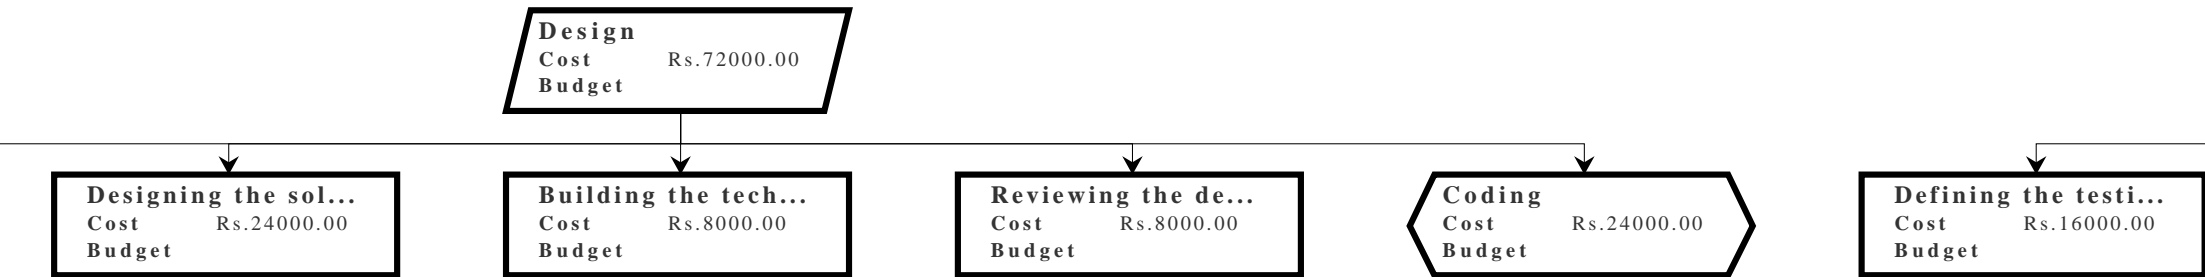 Design
Cost Rs.72000.00
Budget
Designing the sol...
Cost Rs.24000.00
Budget
Building the tech...
Cost Rs.8000.00
Budget
Reviewing the de...
Cost Rs.8000.00
Budget
Coding
Cost Rs.24000.00
Budget
Defining the testi...
Cost Rs.16000.00
Budget